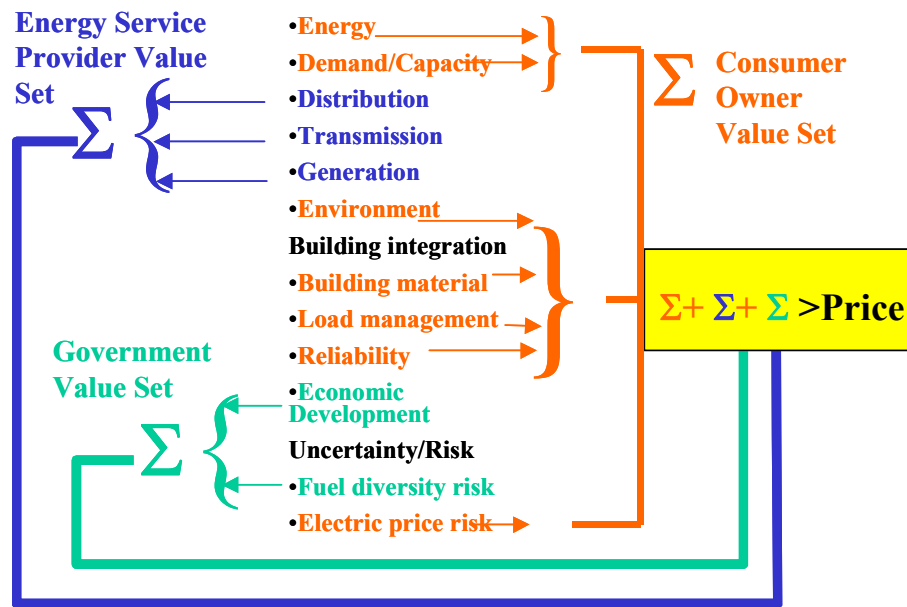 Energy Service
Provider Value
Set
Σ
•Energy
•Demand/Capacity
•Distribution
•Transmission
•Generation
•Environment
Building integration
•Building material
•Load management
•Reliability
•Economic
Development
Uncertainty/Risk
•Fuel diversity risk
•Electric price risk
Σ
Consumer
Owner
Value Set
Government
Value Set
Σ
Σ+ Σ+ Σ >Price